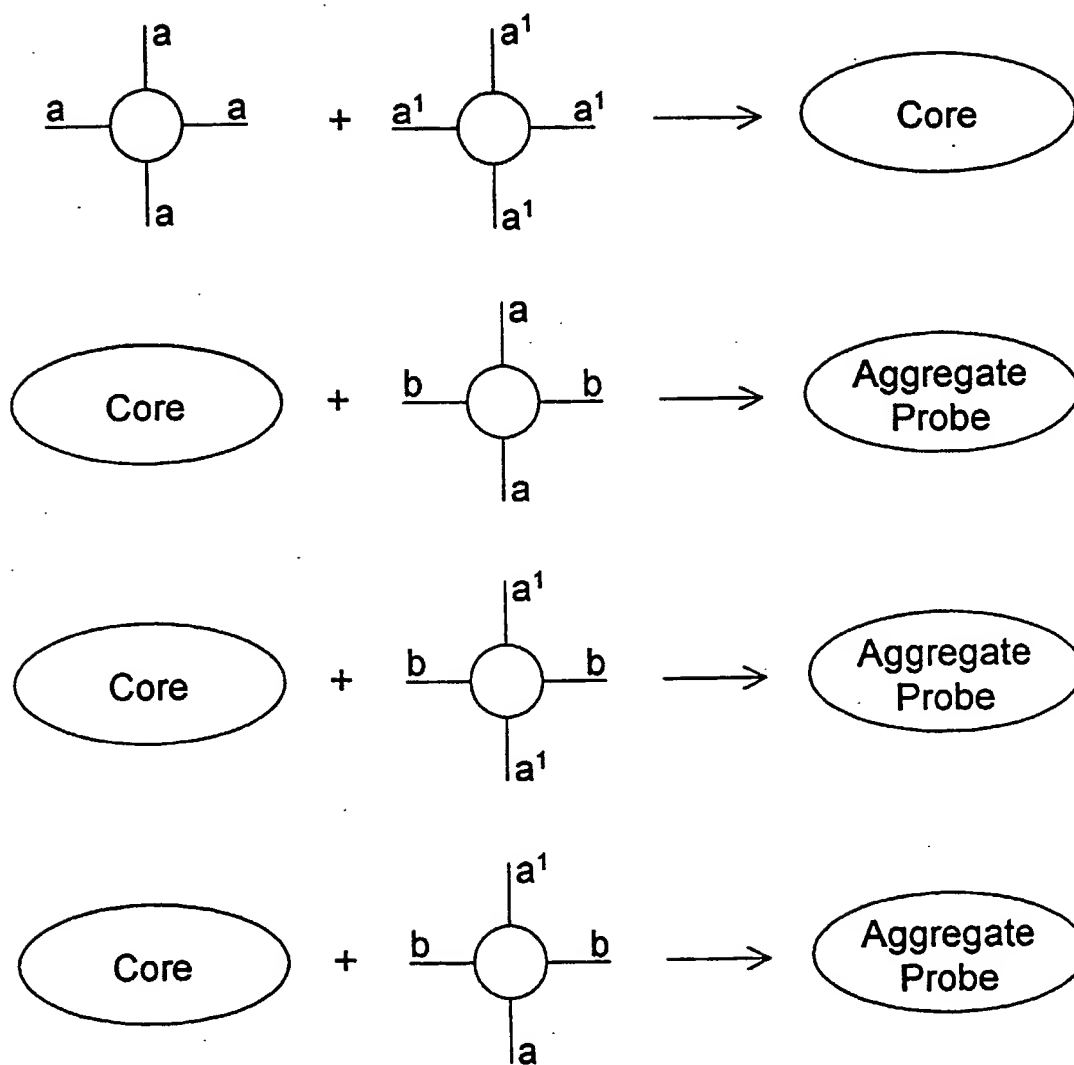 a
a a + a¹ a¹ a¹ → Core
a a¹
a
Core + b b → Aggregate Probe
a
a¹
Core + b b → Aggregate Probe
a¹
a¹
Core + b b → Aggregate Probe
a